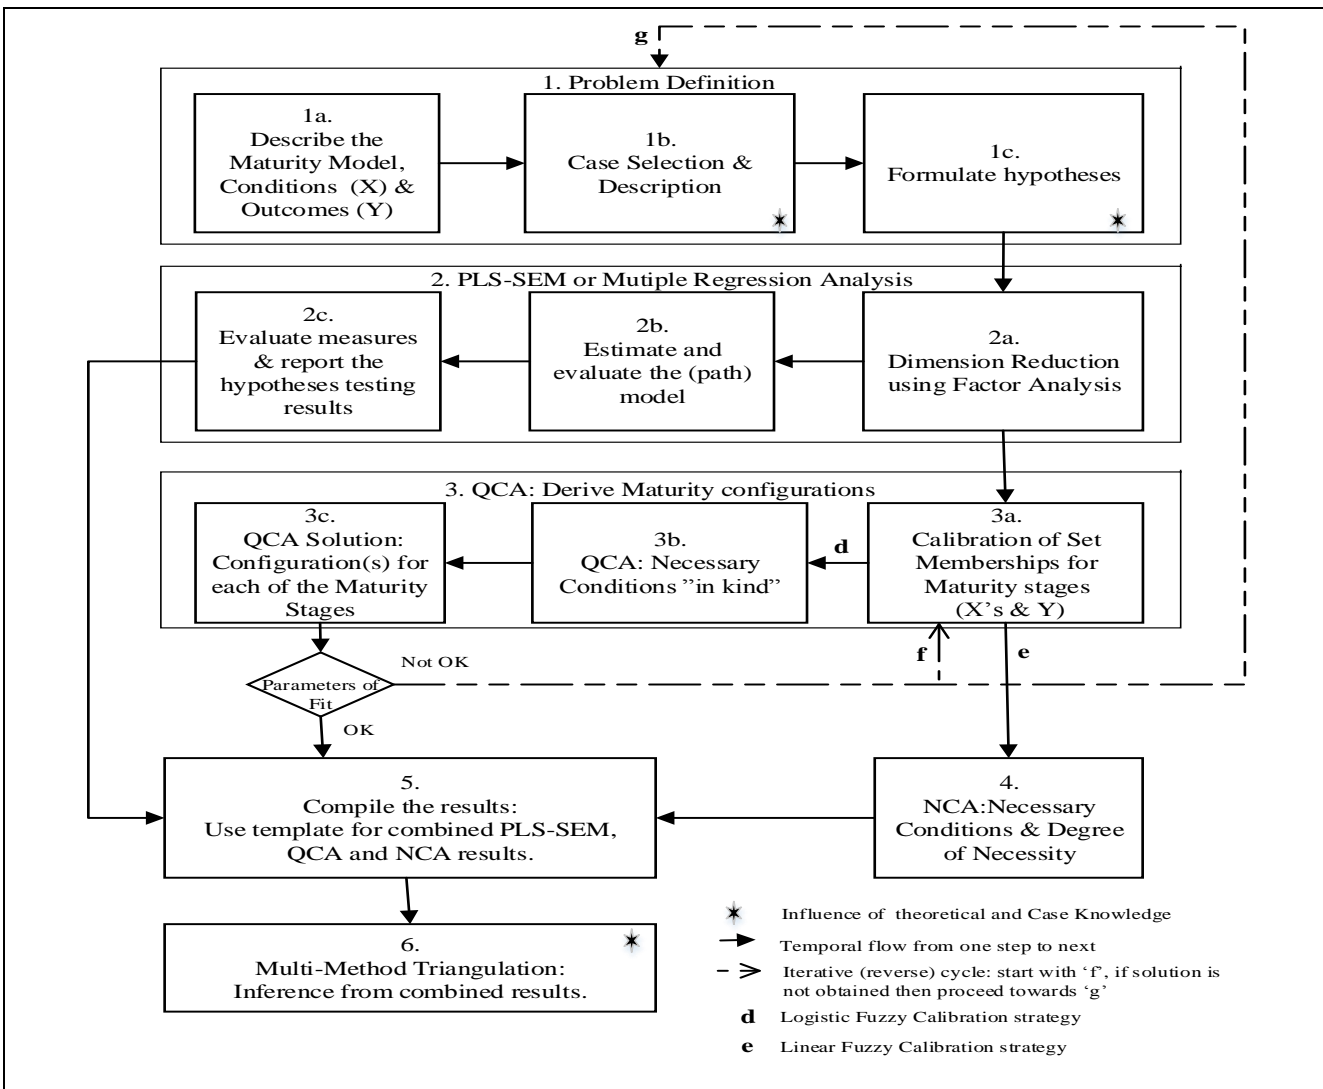 g
1. Problem Definition
1a.
Describe the
Maturity Model,
Conditions (X) &
Outcomes (Y)
1b.
Case Selection &
Description
1c.
Formulate hypotheses
2. PLS-SEM or Mutiple Regression Analysis
2c.
Evaluate measures
& report the
hypotheses testing
results
2b.
Estimate and
evaluate the (path)
model
2a.
Dimension Reduction
using Factor Analysis
3. QCA: Derive Maturity configurations
3c.
QCA Solution:
Configuration(s) for
each of the Maturity
Stages
3b.
QCA: Necessary
Conditions ”in kind”
d
3a.
Calibration of Set
Memberships for
Maturity stages
(X’s & Y)
f
e
Not OK
Parameters of
Fit
OK
5.
Compile the results:
Use template for combined PLS-SEM,
QCA and NCA results.
4.
NCA:Necessary
Conditions & Degree
of Necessity
6.
Multi-Method Triangulation:
Inference from combined results.
Influence of theoretical and Case Knowledge
Temporal flow from one step to next
Iterative (reverse) cycle: start with ‘f’, if solution is
not obtained then proceed towards ‘g’
d Logistic Fuzzy Calibration strategy
e Linear Fuzzy Calibration strategy